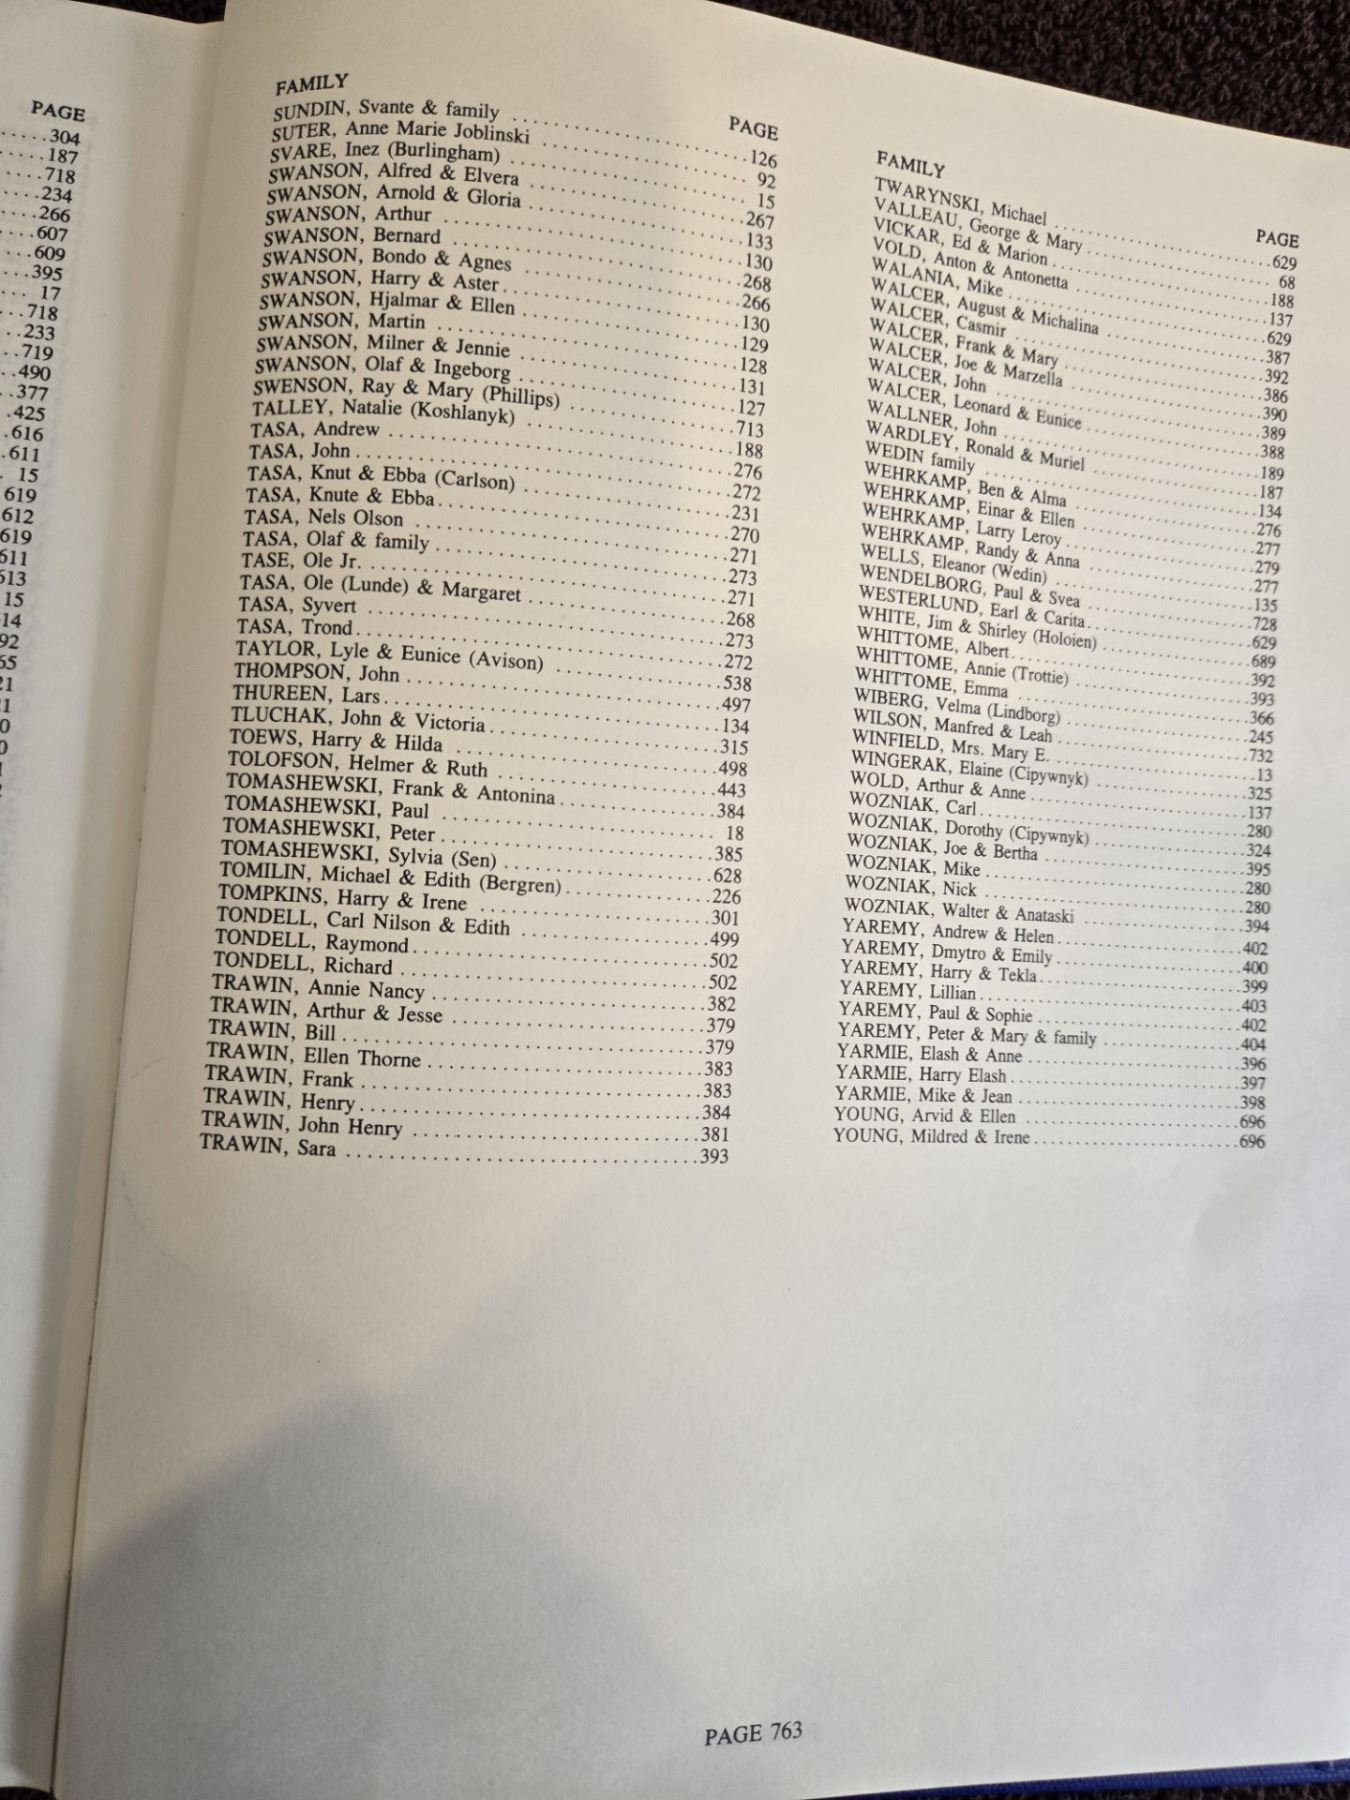 PAGE
304
187
718
234
266
607
609
395
17
718
233
719
490
377
425
616
611
15
619
612
619
611
613
15
FAMILY PAGE
SUNDIN, Svante & family ..... 126
SUTER, Anne Marie Joblinski ..... 92
SVARE, Inez (Burlingham) ..... 15
SWANSON, Alfred & Elvera ..... 267
SWANSON, Arnold & Gloria ..... 133
SWANSON, Arthur ..... 130
SWANSON, Bernard ..... 268
SWANSON, Bondo & Agnes ..... 266
SWANSON, Harry & Aster ..... 130
SWANSON, Hjalmar & Ellen ..... 129
SWANSON, Martin ..... 128
SWANSON, Milner & Jennie ..... 131
SWANSON, Olaf & Ingeborg ..... 127
SWENSON, Ray & Mary (Phillips) ..... 713
TALLEY, Natalie (Koshlanyk) ..... 188
TASA, Andrew ..... 276
TASA, John ..... 272
TASA, Knut & Ebba (Carlson) ..... 231
TASA, Knute & Ebba ..... 270
TASA, Nels Olson ..... 271
TASA, Olaf & family ..... 273
TASE, Ole Jr. ..... 271
TASA, Ole (Lunde) & Margaret ..... 268
TASA, Syvert ..... 273
TASA, Trond ..... 272
TAYLOR, Lyle & Eunice (Avison) ..... 538
THOMPSON, John ..... 497
THUREEN, Lars ..... 134
TLUCHAK, John & Victoria ..... 315
TOEWS, Harry & Hilda ..... 498
TOLOFSON, Helmer & Ruth ..... 443
TOMASHEWSKI, Frank & Antonina ..... 384
TOMASHEWSKI, Paul ..... 18
TOMASHEWSKI, Peter ..... 385
TOMASHEWSKI, Sylvia (Sen) ..... 628
TOMILIN, Michael & Edith (Bergren) ..... 226
TOMPKINS, Harry & Irene ..... 301
TONDELL, Carl Nilson & Edith ..... 499
TONDELL, Raymond ..... 502
TONDELL, Richard ..... 502
TRAWIN, Annie Nancy ..... 382
TRAWIN, Arthur & Jesse ..... 379
TRAWIN, Bill ..... 379
TRAWIN, Ellen Thorne ..... 383
TRAWIN, Frank ..... 383
TRAWIN, Henry ..... 384
TRAWIN, John Henry ..... 381
TRAWIN, Sara ..... 393
FAMILY PAGE
TWARYNSKI, Michael ..... 629
VALLEAU, George & Mary ..... 68
VICKAR, Ed & Marion ..... 188
VOLD, Anton & Antonetta ..... 137
WALANIA, Mike ..... 629
WALCER, August & Michalina ..... 387
WALCER, Casmir ..... 392
WALCER, Frank & Mary ..... 386
WALCER, Joe & Marzella ..... 390
WALCER, John ..... 389
WALCER, Leonard & Eunice ..... 388
WALLNER, John ..... 189
WARDLEY, Ronald & Muriel ..... 187
WEDIN family ..... 134
WEHRKAMP, Ben & Alma ..... 276
WEHRKAMP, Einar & Ellen ..... 277
WEHRKAMP, Larry Leroy ..... 279
WEHRKAMP, Randy & Anna ..... 277
WELLS, Eleanor (Wedin) ..... 135
WENDELBORG, Paul & Svea ..... 728
WESTERLUND, Earl & Carita ..... 629
WHITE, Jim & Shirley (Holoien) ..... 689
WHITTOME, Albert ..... 392
WHITTOME, Annie (Trottie) ..... 393
WHITTOME, Emma ..... 366
WIBERG, Velma (Lindborg) ..... 245
WILSON, Manfred & Leah ..... 732
WINFIELD, Mrs. Mary E. ..... 13
WINGERAK, Elaine (Cipywnyk) ..... 325
WOLD, Arthur & Anne ..... 137
WOZNIAK, Carl ..... 280
WOZNIAK, Dorothy (Cipywnyk) ..... 324
WOZNIAK, Joe & Bertha ..... 395
WOZNIAK, Mike ..... 280
WOZNIAK, Nick ..... 280
WOZNIAK, Walter & Anataski ..... 394
YAREMY, Andrew & Helen ..... 402
YAREMY, Dmytro & Emily ..... 400
YAREMY, Harry & Tekla ..... 399
YAREMY, Lillian ..... 403
YAREMY, Paul & Sophie ..... 402
YAREMY, Peter & Mary & family ..... 404
YARMIE, Elash & Anne ..... 396
YARMIE, Harry Elash ..... 397
YARMIE, Mike & Jean ..... 398
YOUNG, Arvid & Ellen ..... 696
YOUNG, Mildred & Irene ..... 696
PAGE 763